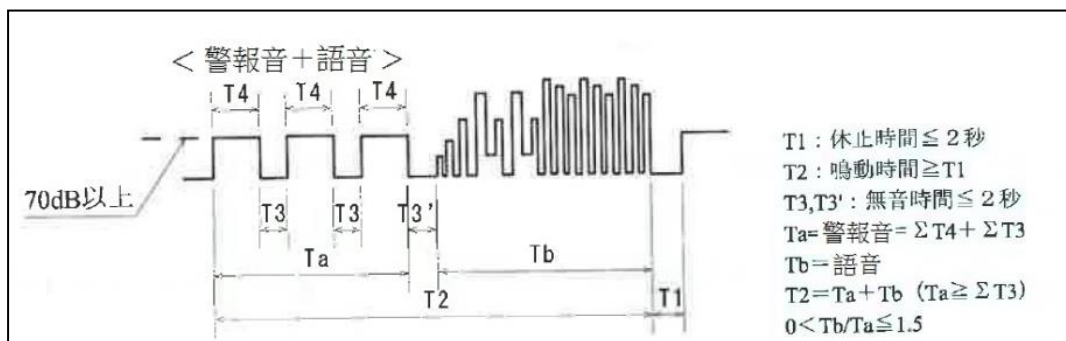 ＜警報音＋語音＞
T4 T4 T4
70dB以上
T3 T3 T3'
Ta Tb
T2 T1
T1：休止時間≦2秒
T2：鳴動時間≧T1
T3,T3'：無音時間≦2秒
Ta=警報音=ΣT4＋ΣT3
Tb＝語音
T2＝Ta＋Tb（Ta≧ΣT3）
0＜Tb/Ta≦1.5